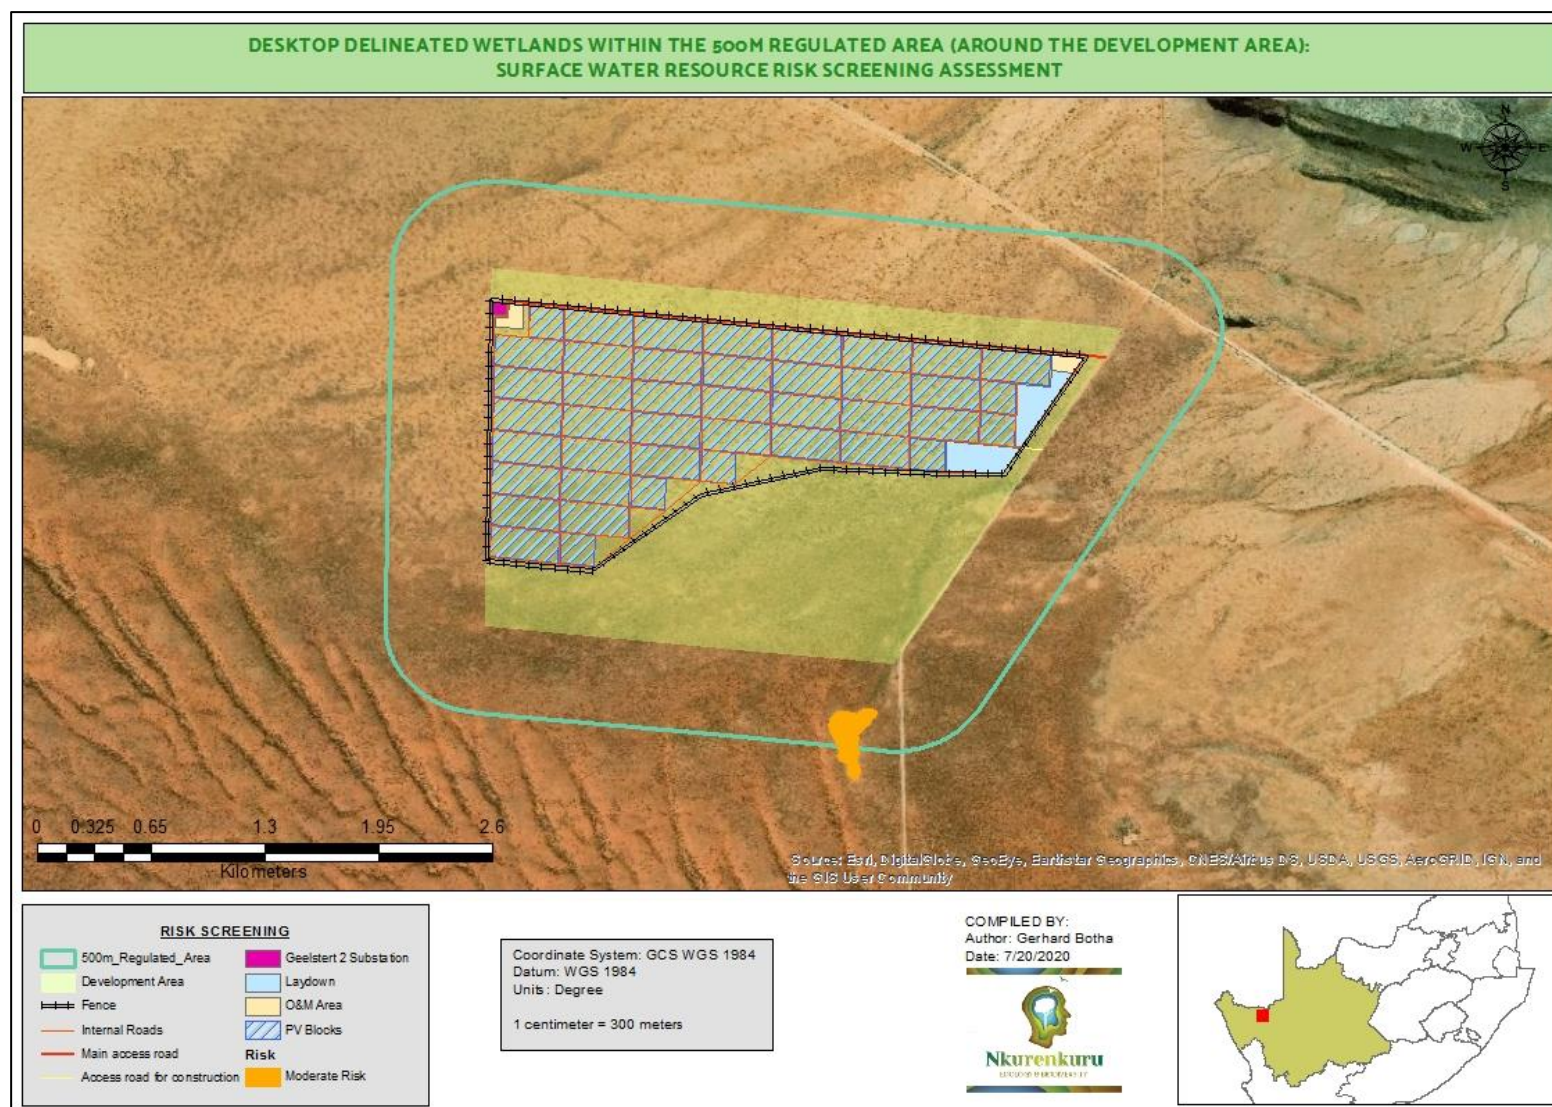 DESKTOP DELINEATED WETLANDS WITHIN THE 500M REGULATED AREA (AROUND THE DEVELOPMENT AREA):
SURFACE WATER RESOURCE RISK SCREENING ASSESSMENT
N
W E
S
0 0.325 0.65 1.3 1.95 2.6
Kilometers
Source: Esri, DigitalGlobe, GeoEye, Earthstar Geographics, CNES/Airbus DS, USDA, USGS, AeroGRID, IGN, and
the GIS User Community
RISK SCREENING
500m_Regulated_Area
Development Area
Fence
Internal Roads
Main access road
Access road for construction
Geelstert 2 Substation
Laydown
O&M Area
PV Blocks
Risk
Moderate Risk
Coordinate System: GCS WGS 1984
Datum: WGS 1984
Units: Degree
1 centimeter = 300 meters
COMPILED BY:
Author: Gerhard Botha
Date: 7/20/2020
Nkurenkuru
ECOLOGY & BIODIVERSITY